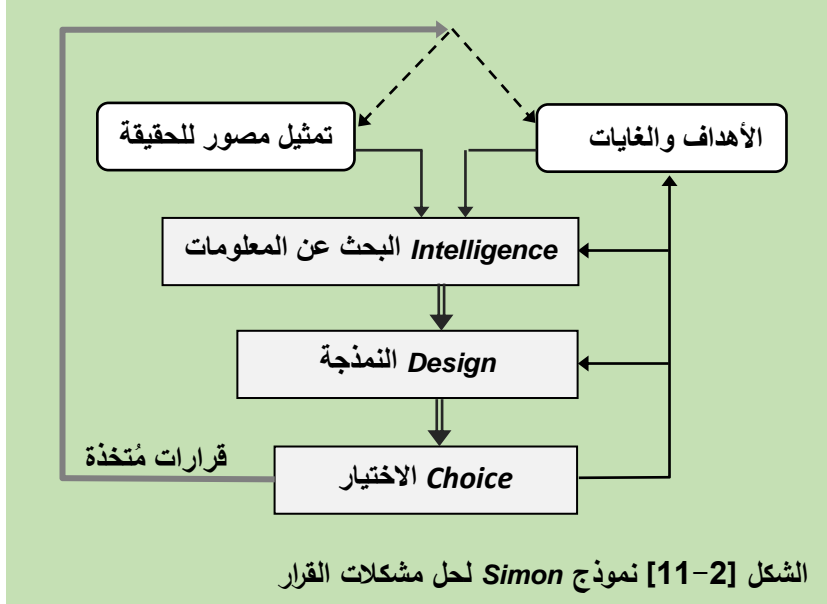 الأهداف والغايات
تمثيل مصور للحقيقة
Intelligence البحث عن المعلومات
Design النمذجة
Choice الاختيار
قرارات مُتخذة
الشكل [2-11] نموذج Simon لحل مشكلات القرار